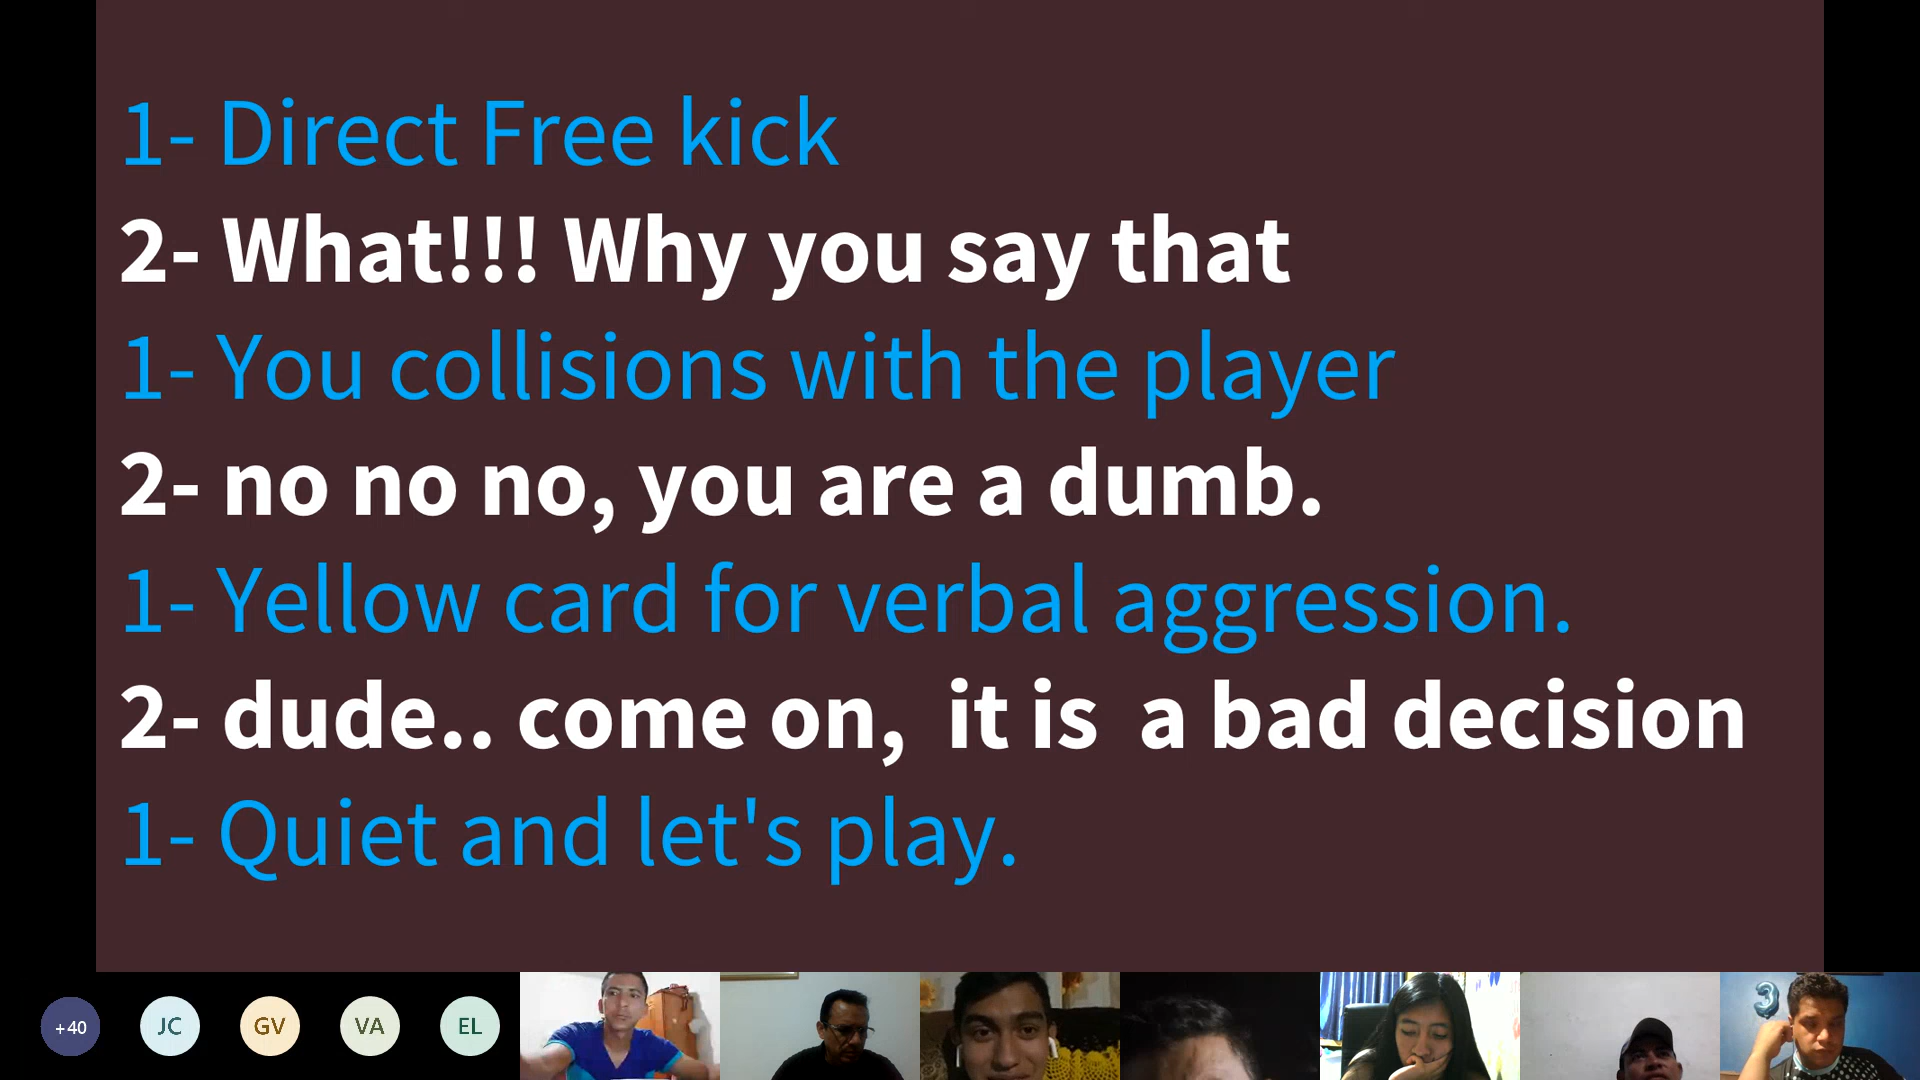 1- Direct Free kick
2- What!!! Why you say that
1- You collisions with the player
2- no no no, you are a dumb.
1- Yellow card for verbal aggression.
2- dude.. come on,  it is  a bad decision
1- Quiet and let's play.
+40 JC GV VA EL
3